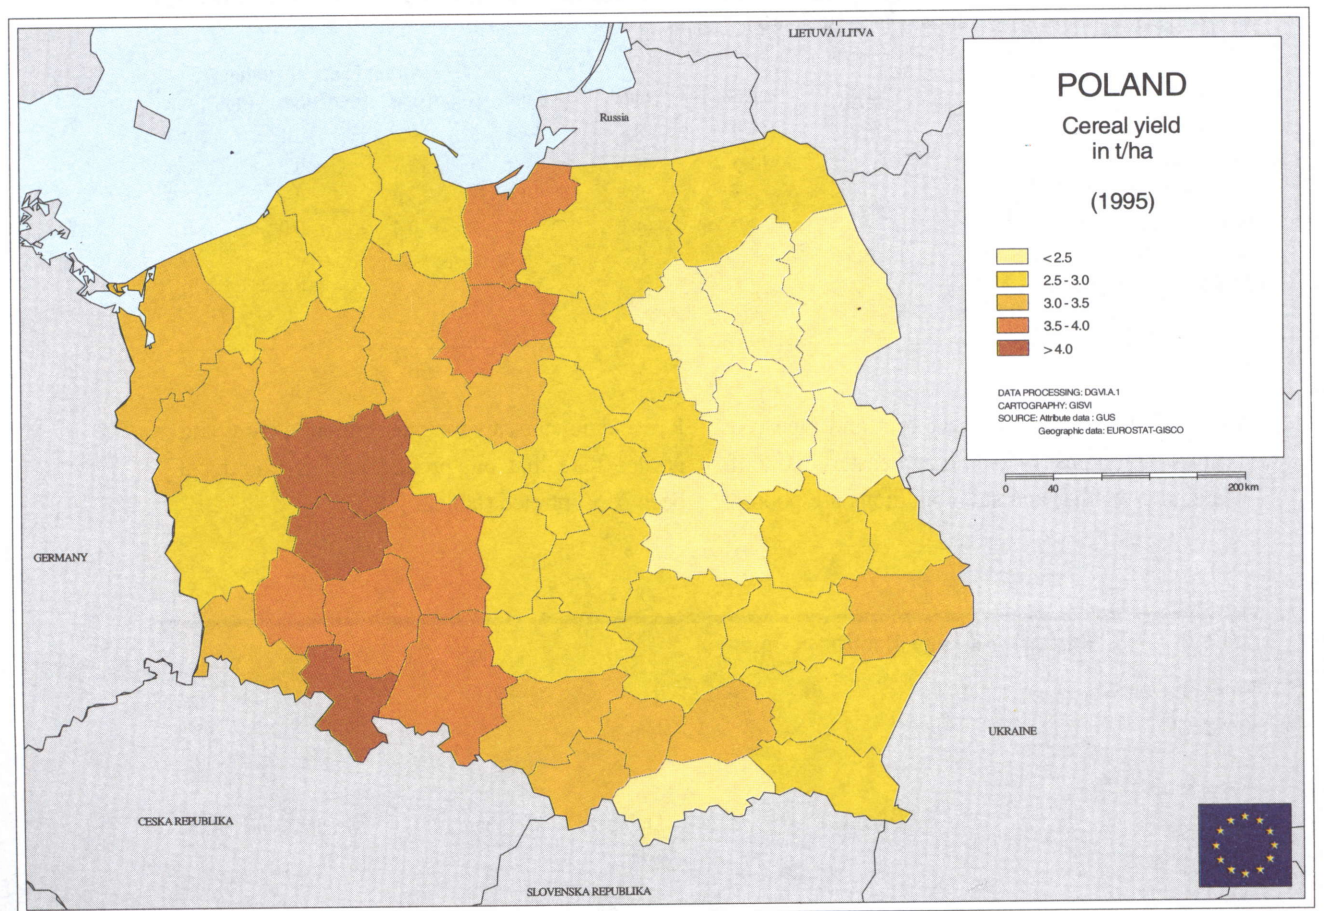 LIETUVA / LITVA
Russia
POLAND
Cereal yield
in t/ha
(1995)
<2.5
2.5 - 3.0
3.0 - 3.5
3.5 - 4.0
>4.0
DATA PROCESSING: DGVI.A.1
CARTOGRAPHY: GISVI
SOURCE: Attribute data : GUS
Geographic data: EUROSTAT-GISCO
0 40 200 km
GERMANY
UKRAINE
CESKA REPUBLIKA
SLOVENSKA REPUBLIKA